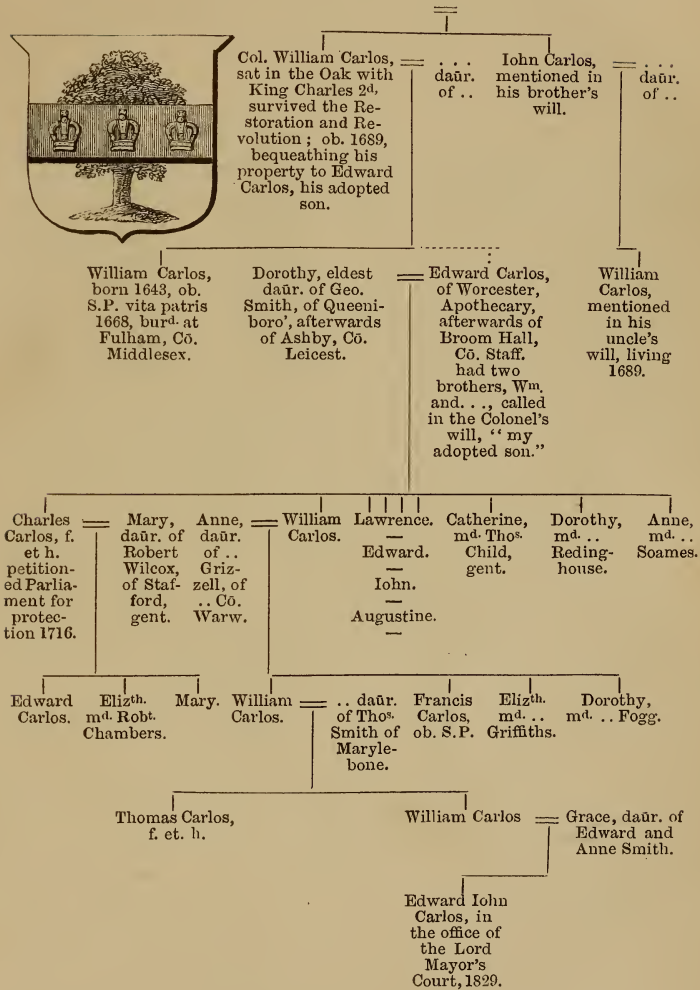 Col. William Carlos,
sat in the Oak with
King Charles 2d,
survived the Re-
storation and Re-
volution ; ob. 1689,
bequeathing his
property to Edward
Carlos, his adopted
son.
. . .
daūr.
of . .
Iohn Carlos,
mentioned in
his brother's
will.
. . .
daūr.
of . .
William Carlos,
born 1643, ob.
S.P. vita patris
1668, burd. at
Fulham, Cō.
Middlesex.
Dorothy, eldest
daūr. of Geo.
Smith, of Queeni-
boro', afterwards
of Ashby, Cō.
Leicest.
Edward Carlos,
of Worcester,
Apothecary,
afterwards of
Broom Hall,
Cō. Staff.
had two
brothers, Wm.
and. . ., called
in the Colonel's
will, “ my
adopted son.”
William
Carlos,
mentioned
in his
uncle's
will, living
1689.
Charles
Carlos, f.
et h.
petition-
ed Parlia-
ment for
protec-
tion 1716.
Mary,
daūr. of
Robert
Wilcox,
of Staf-
ford,
gent.
Anne,
daūr.
of . .
Griz-
zell, of
. . Cō.
Warw.
William
Carlos.
Lawrence.
—
Edward.
—
Iohn.
—
Augustine.
—
Catherine,
md. Thos.
Child,
gent.
Dorothy,
md. . .
Reding-
house.
Anne,
md. . .
Soames.
Edward
Carlos.
Elizth.
md. Robt.
Chambers.
Mary.
William
Carlos.
. . daūr.
of Thos.
Smith of
Maryle-
bone.
Francis
Carlos,
ob. S.P.
Elizth.
md. . .
Griffiths.
Dorothy,
md. . . Fogg.
Thomas Carlos,
f. et. h.
William Carlos
Grace, daūr. of
Edward and
Anne Smith.
Edward Iohn
Carlos, in
the office of
the Lord
Mayor's
Court, 1829.